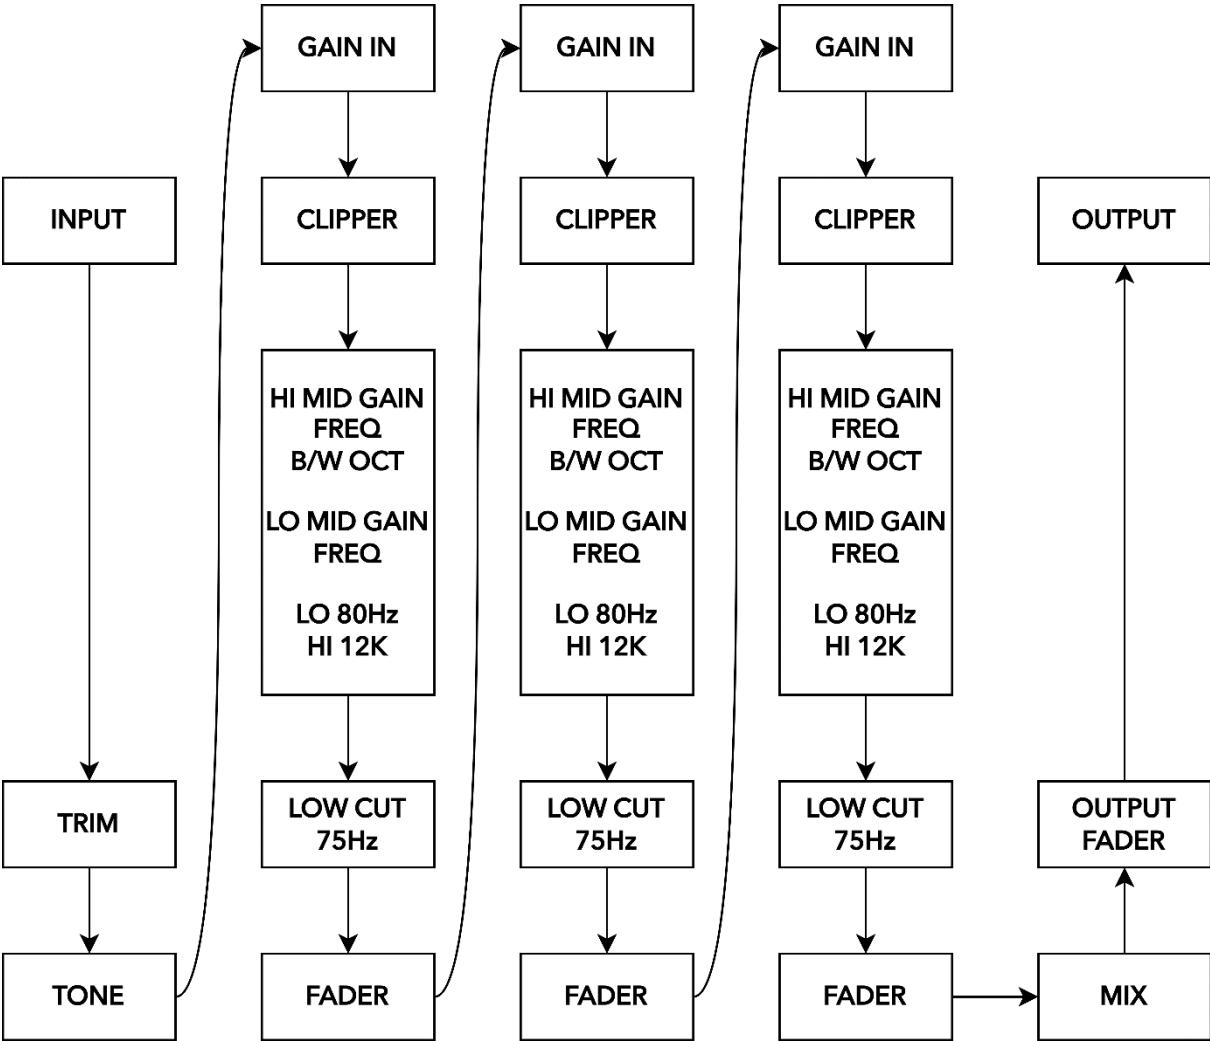 INPUT
TRIM
TONE
GAIN IN
CLIPPER
HI MID GAIN
FREQ
B/W OCT
LO MID GAIN
FREQ
LO 80Hz
HI 12K
LOW CUT
75Hz
FADER
GAIN IN
CLIPPER
HI MID GAIN
FREQ
B/W OCT
LO MID GAIN
FREQ
LO 80Hz
HI 12K
LOW CUT
75Hz
FADER
GAIN IN
CLIPPER
HI MID GAIN
FREQ
B/W OCT
LO MID GAIN
FREQ
LO 80Hz
HI 12K
LOW CUT
75Hz
FADER
MIX
OUTPUT
FADER
OUTPUT